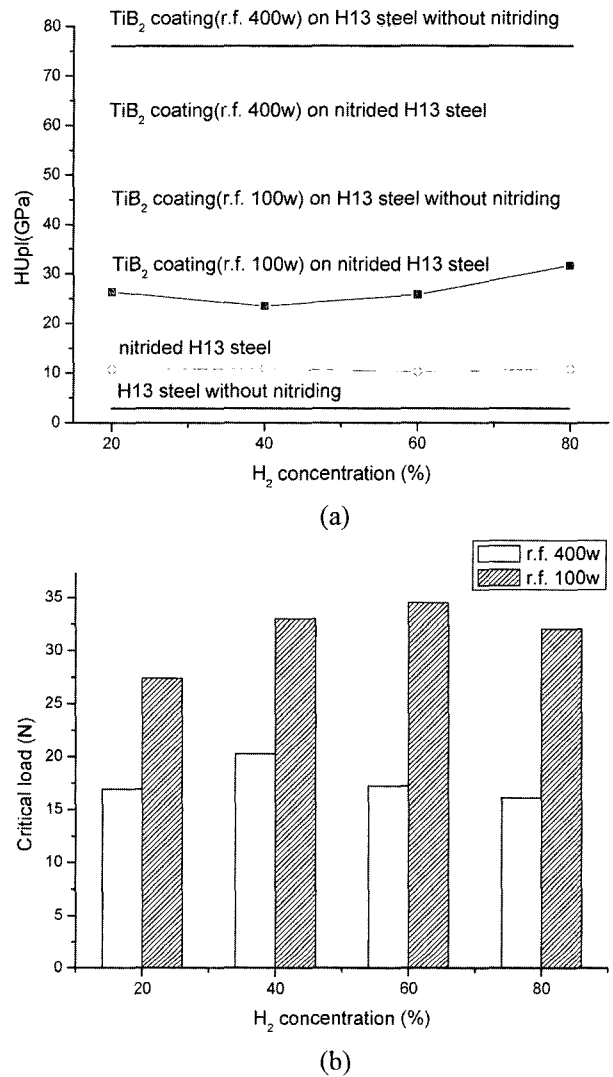 TiB₂ coating(r.f. 400w) on H13 steel without nitriding
80
70
60
50
40
30
20
10
0
HUpl(GPa)
TiB₂ coating(r.f. 400w) on nitrided H13 steel
TiB₂ coating(r.f. 100w) on H13 steel without nitriding
TiB₂ coating(r.f. 100w) on nitrided H13 steel
nitrided H13 steel
H13 steel without nitriding
20 40 60 80
H₂ concentration (%)
(a)
r.f. 400w
r.f. 100w
35
30
25
20
15
10
5
0
Critical load (N)
20 40 60 80
H₂ concentration (%)
(b)